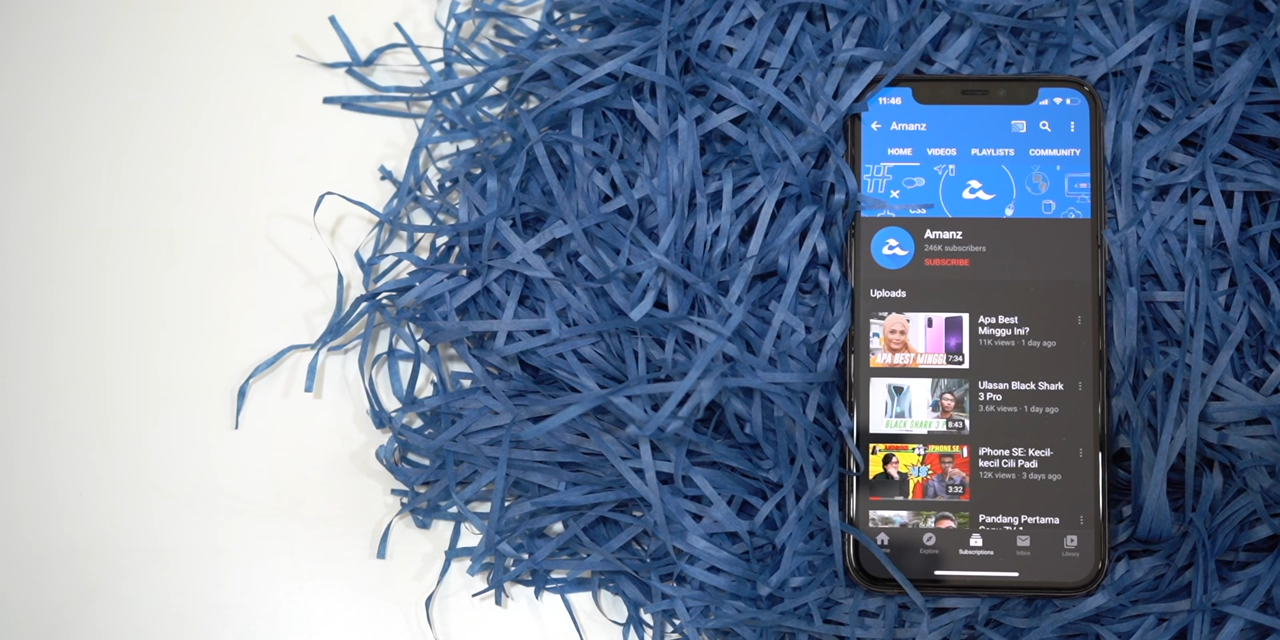 11:46
Amanz
HOME VIDEOS PLAYLISTS COMMUNITY
#
CSS
Amanz
246K subscribers
SUBSCRIBE
Uploads
Apa Best
Minggu Ini?
11K views · 1 day ago
APA BEST MINGGU
7:34
Ulasan Black Shark
3 Pro
3.6K views · 1 day ago
BLACK SHARK 3 P
8:43
iPhone SE: Kecil-
kecil Cili Padi
12K views · 3 days ago
IPHONE SE
3:32
Pandang Pertama
Explore Subscriptions Inbox Library